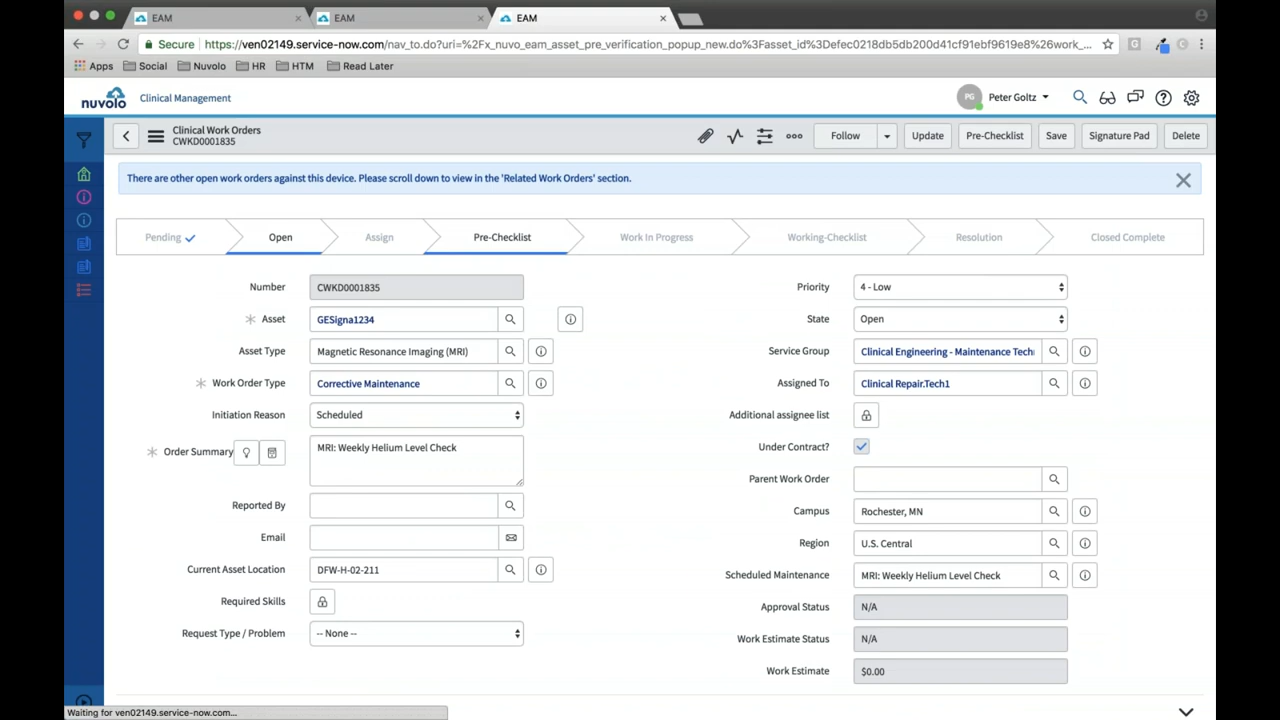 EAM
EAM
EAM
Secure
https://ven02149.service-now.com/nav_to.do?uri=%2Fx_nuvo_eam_asset_pre_verification_popup_new.do%3Fasset_id%3Defec0218db5db200d41cf91ebf9619e8%26work_...
Apps Social Nuvolo HR HTM Read Later
nuvolo Clinical Management
PG Peter Goltz
Clinical Work Orders
CWKD0001835
Follow Update Pre-Checklist Save Signature Pad Delete
There are other open work orders against this device. Please scroll down to view in the 'Related Work Orders' section.
Pending Open Assign Pre-Checklist Work In Progress Working-Checklist Resolution Closed Complete
Number CWKD0001835 Priority 4 - Low
Asset GESigna1234 State Open
Asset Type Magnetic Resonance Imaging (MRI) Service Group Clinical Engineering - Maintenance Techn
Work Order Type Corrective Maintenance Assigned To Clinical Repair.Tech1
Initiation Reason Scheduled Additional assignee list
Order Summary MRI: Weekly Helium Level Check Under Contract?
Parent Work Order
Reported By Campus Rochester, MN
Email Region U.S. Central
Current Asset Location DFW-H-02-211 Scheduled Maintenance MRI: Weekly Helium Level Check
Required Skills Approval Status N/A
Request Type / Problem -- None -- Work Estimate Status N/A
Work Estimate $0.00
Waiting for ven02149.service-now.com...